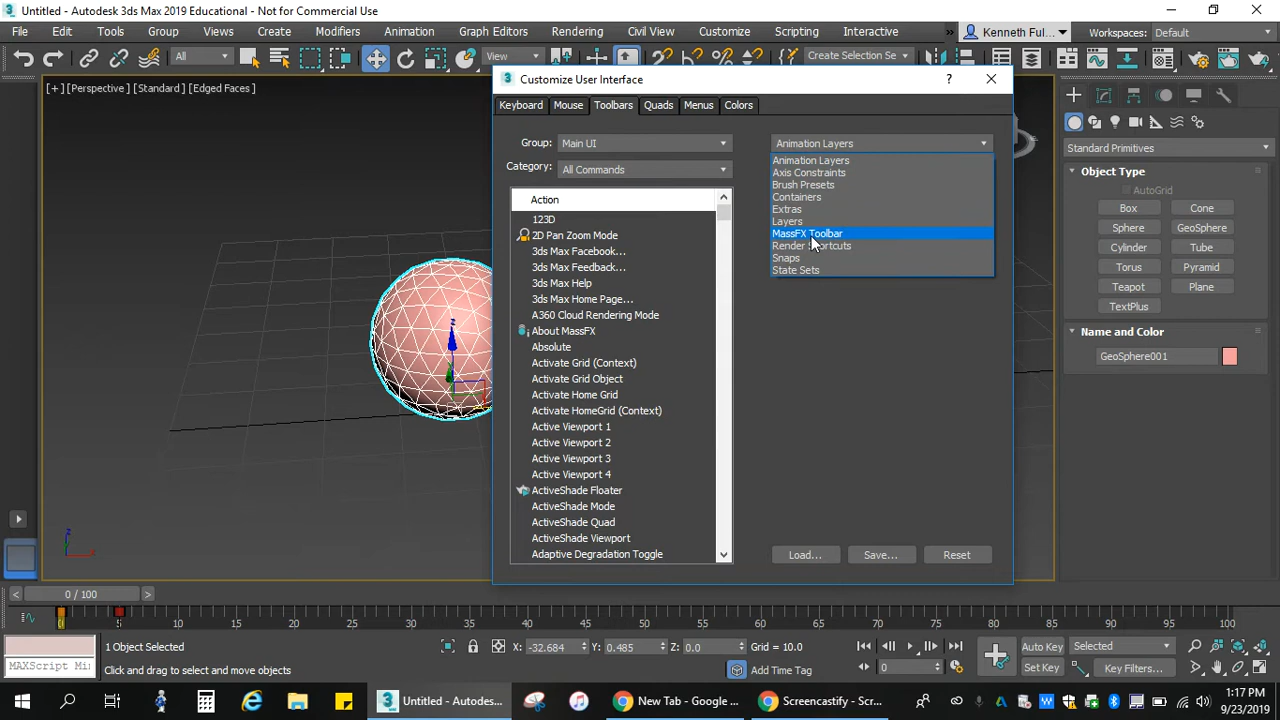 Untitled - Autodesk 3ds Max 2019 Educational - Not for Commercial Use
File Edit Tools Group Views Create Modifiers Animation Graph Editors Rendering Civil View Customize Scripting Interactive Kenneth Ful... Workspaces: Default
All View Create Selection Se
[+] [Perspective] [Standard] [Edged Faces]
3 Customize User Interface ?
Keyboard Mouse Toolbars Quads Menus Colors
Group: Main UI
Category: All Commands
Action
123D
2D Pan Zoom Mode
3ds Max Facebook...
3ds Max Feedback...
3ds Max Help
3ds Max Home Page...
A360 Cloud Rendering Mode
About MassFX
Absolute
Activate Grid (Context)
Activate Grid Object
Activate Home Grid
Activate HomeGrid (Context)
Active Viewport 1
Active Viewport 2
Active Viewport 3
Active Viewport 4
ActiveShade Floater
ActiveShade Mode
ActiveShade Quad
ActiveShade Viewport
Adaptive Degradation Toggle
Animation Layers
Animation Layers
Axis Constraints
Brush Presets
Containers
Extras
Layers
MassFX Toolbar
Render Shortcuts
Snaps
State Sets
Load... Save... Reset
Standard Primitives
Object Type
AutoGrid
Box Cone
Sphere GeoSphere
Cylinder Tube
Torus Pyramid
Teapot Plane
TextPlus
Name and Color
GeoSphere001
z
z x
< 0 / 100 >
0 5 10 15 20 25 30 35 40 45 50 55 60 65 70 75 80 85 90 95 100
1 Object Selected X: -32.684 Y: 0.485 Z: 0.0 Grid = 10.0 Auto Key Selected
MAXScript Mi Click and drag to select and move objects Add Time Tag 0 Set Key Key Filters...
Untitled - Autodes... New Tab - Google ... Screencastify - Scr...
1:17 PM
9/23/2019